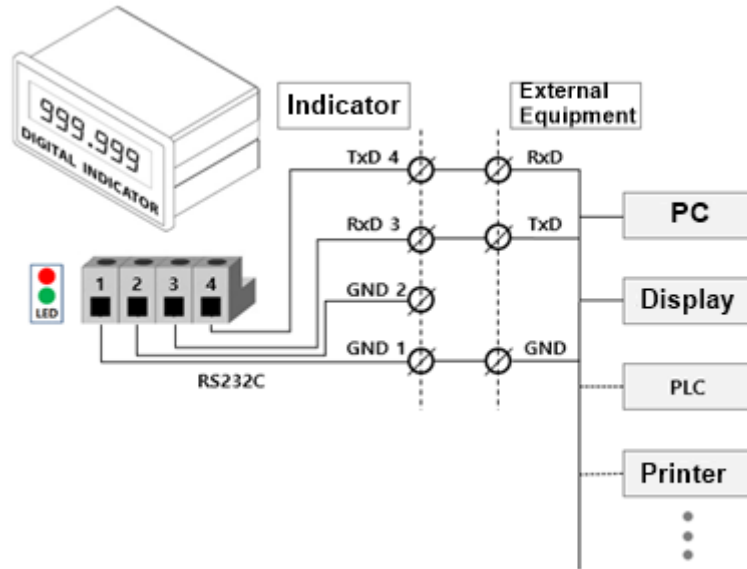 999.999
DIGITAL INDICATOR
Indicator
External
Equipment
TxD 4
RxD
RxD 3
TxD
GND 2
GND 1
GND
1 2 3 4
LED
RS232C
PC
Display
PLC
Printer